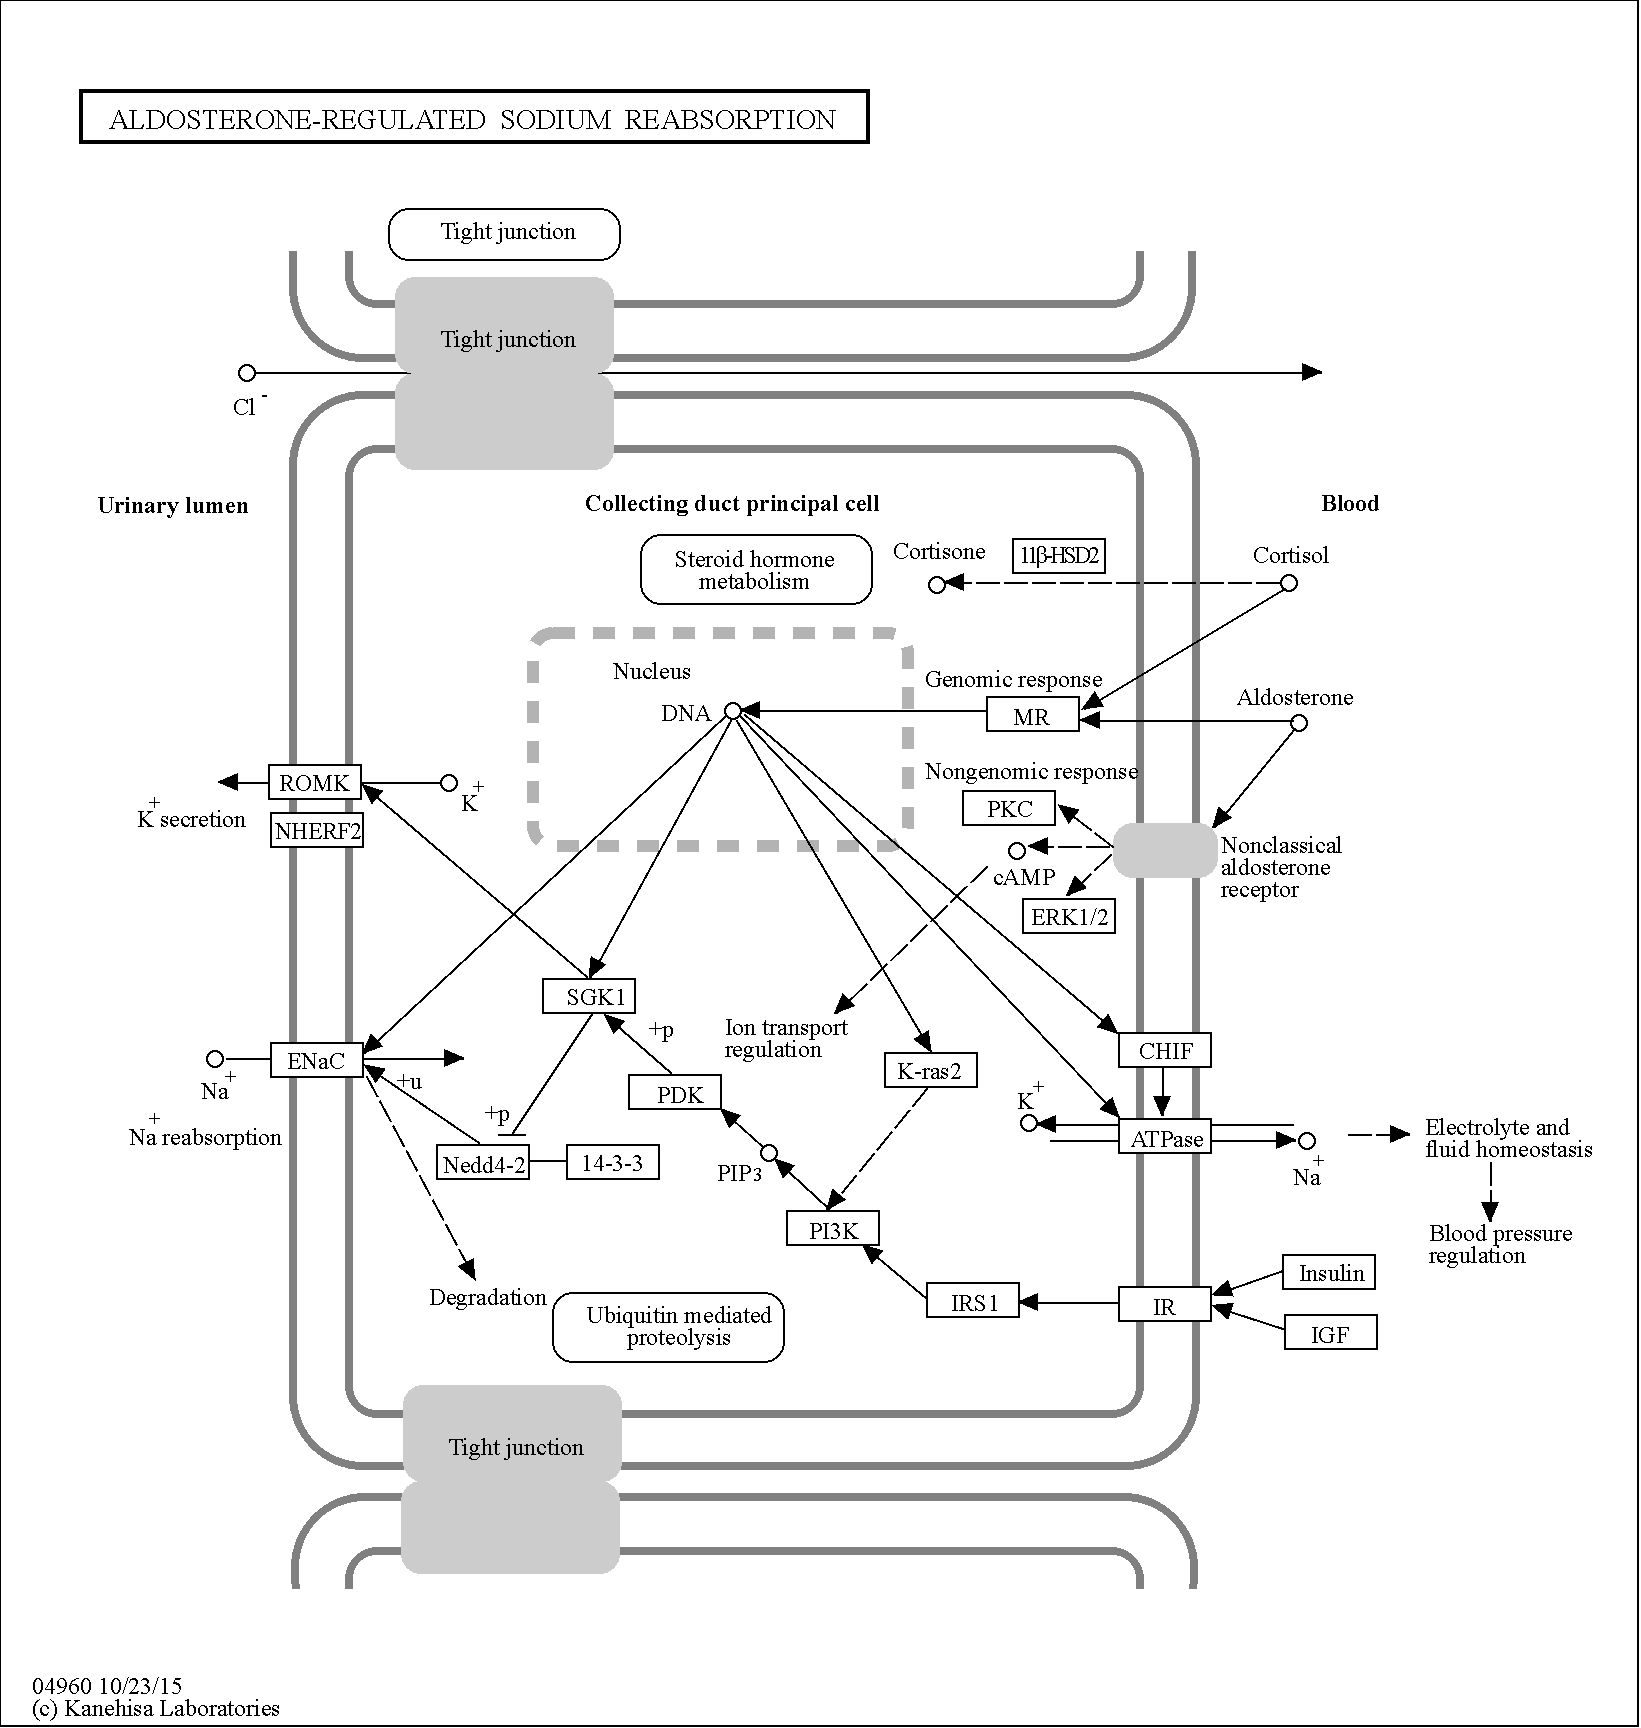 ALDOSTERONE-REGULATED SODIUM REABSORPTION
Tight junction
Tight junction
Cl -
Urinary lumen
Collecting duct principal cell
Blood
Steroid hormone
metabolism
Cortisone
11β-HSD2
Cortisol
Nucleus
DNA
Genomic response
MR
Aldosterone
ROMK
K+
K+ secretion
NHERF2
Nongenomic response
PKC
cAMP
ERK1/2
Nonclassical
aldosterone
receptor
SGK1
+p
Ion transport
regulation
K-ras2
CHIF
ENaC
Na+
Na+ reabsorption
+u
+p
PDK
Nedd4-2
14-3-3
PIP3
PI3K
K+
ATPase
Na+
Electrolyte and
fluid homeostasis
Blood pressure
regulation
Degradation
Ubiquitin mediated
proteolysis
IRS1
IR
Insulin
IGF
Tight junction
04960 10/23/15
(c) Kanehisa Laboratories